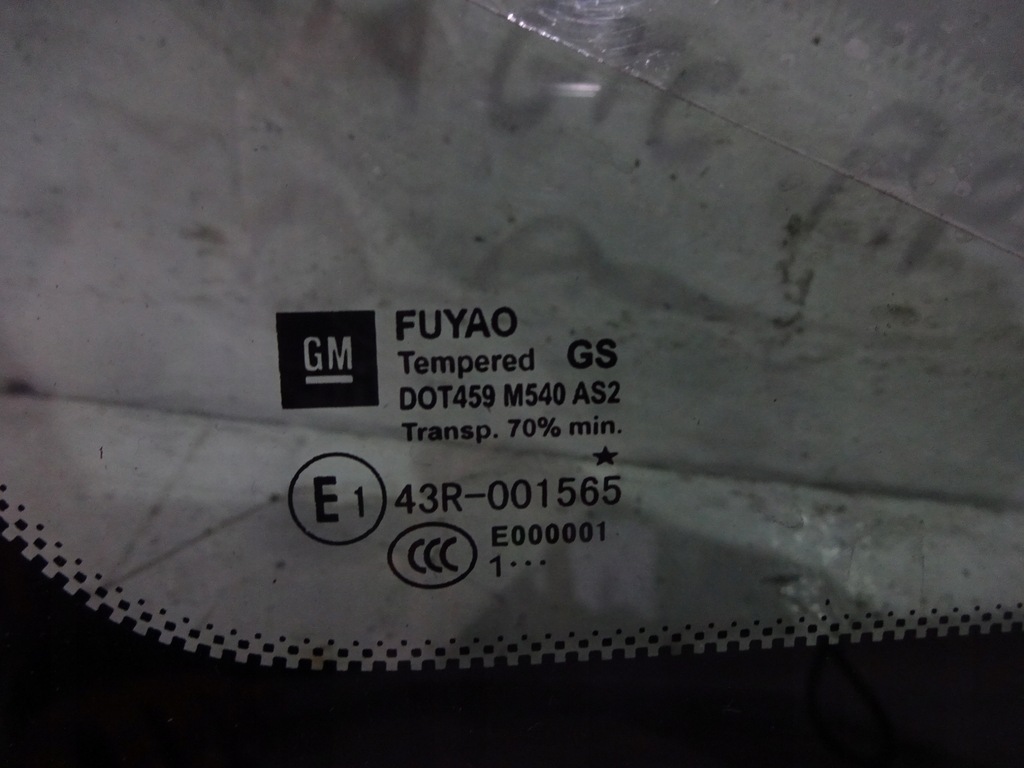 GM
FUYAO
Tempered GS
DOT459 M540 AS2
Transp. 70% min.
★
E1 43R-001565
CCC E000001
1···